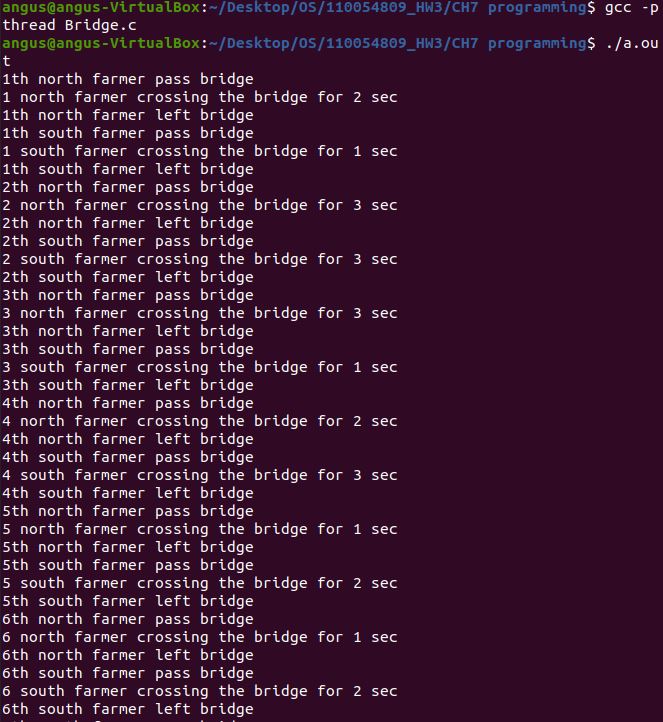 angus@angus-VirtualBox:~/Desktop/OS/110054809_HW3/CH7 programming$ gcc -p
thread Bridge.c
angus@angus-VirtualBox:~/Desktop/OS/110054809_HW3/CH7 programming$ ./a.ou
t
1th north farmer pass bridge
1 north farmer crossing the bridge for 2 sec
1th north farmer left bridge
1th south farmer pass bridge
1 south farmer crossing the bridge for 1 sec
1th south farmer left bridge
2th north farmer pass bridge
2 north farmer crossing the bridge for 3 sec
2th north farmer left bridge
2th south farmer pass bridge
2 south farmer crossing the bridge for 3 sec
2th south farmer left bridge
3th north farmer pass bridge
3 north farmer crossing the bridge for 3 sec
3th north farmer left bridge
3th south farmer pass bridge
3 south farmer crossing the bridge for 1 sec
3th south farmer left bridge
4th north farmer pass bridge
4 north farmer crossing the bridge for 2 sec
4th north farmer left bridge
4th south farmer pass bridge
4 south farmer crossing the bridge for 3 sec
4th south farmer left bridge
5th north farmer pass bridge
5 north farmer crossing the bridge for 1 sec
5th north farmer left bridge
5th south farmer pass bridge
5 south farmer crossing the bridge for 2 sec
5th south farmer left bridge
6th north farmer pass bridge
6 north farmer crossing the bridge for 1 sec
6th north farmer left bridge
6th south farmer pass bridge
6 south farmer crossing the bridge for 2 sec
6th south farmer left bridge